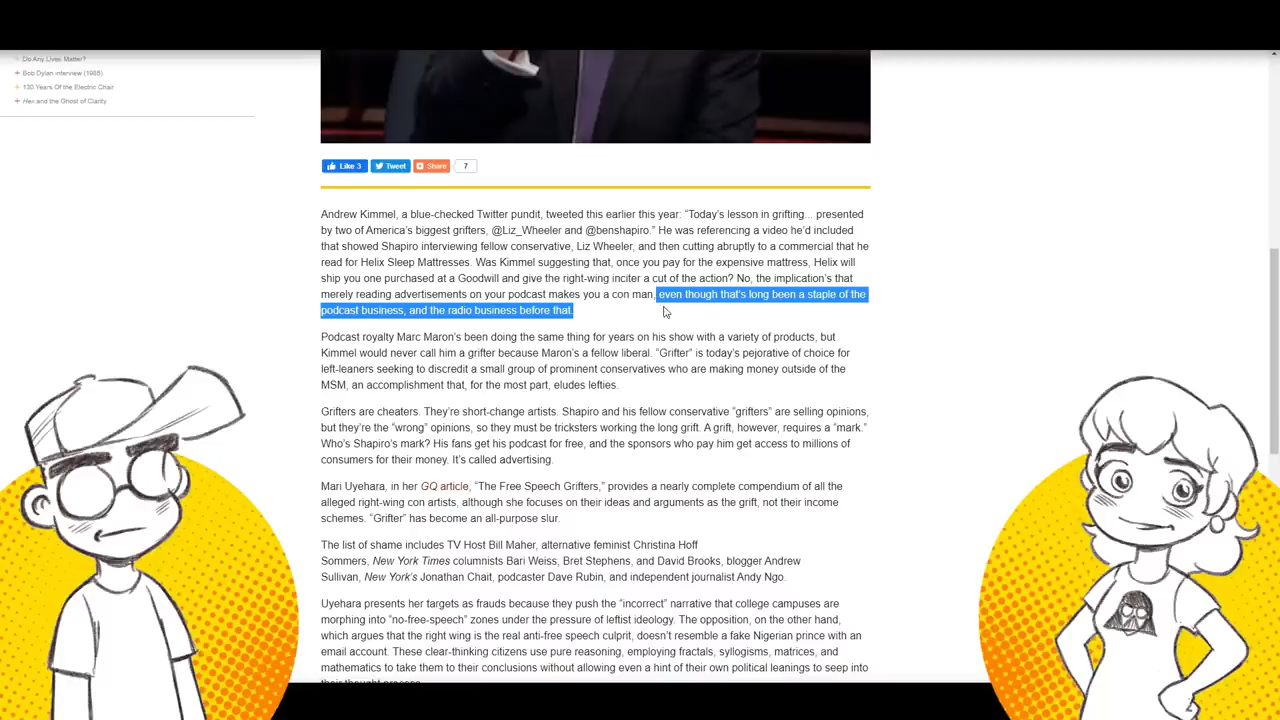 Do Any Lives Matter?
Bob Dylan interview (1985)
130 Years Of the Electric Chair
Hex and the Ghost of Clarity
Like 3
Tweet
Share
7
Andrew Kimmel, a blue-checked Twitter pundit, tweeted this earlier this year: “Today’s lesson in grifting... presented
by two of America’s biggest grifters, @Liz_Wheeler and @benshapiro.” He was referencing a video he’d included
that showed Shapiro interviewing fellow conservative, Liz Wheeler, and then cutting abruptly to a commercial that he
read for Helix Sleep Mattresses. Was Kimmel suggesting that, once you pay for the expensive mattress, Helix will
ship you one purchased at a Goodwill and give the right-wing inciter a cut of the action? No, the implication’s that
merely reading advertisements on your podcast makes you a con man, even though that’s long been a staple of the
podcast business, and the radio business before that.
Podcast royalty Marc Maron’s been doing the same thing for years on his show with a variety of products, but
Kimmel would never call him a grifter because Maron’s a fellow liberal. “Grifter” is today’s pejorative of choice for
left-leaners seeking to discredit a small group of prominent conservatives who are making money outside of the
MSM, an accomplishment that, for the most part, eludes lefties.
Grifters are cheaters. They’re short-change artists. Shapiro and his fellow conservative “grifters” are selling opinions,
but they’re the “wrong” opinions, so they must be tricksters working the long grift. A grift, however, requires a “mark.”
Who’s Shapiro’s mark? His fans get his podcast for free, and the sponsors who pay him get access to millions of
consumers for their money. It’s called advertising.
Mari Uyehara, in her GQ article, “The Free Speech Grifters,” provides a nearly complete compendium of all the
alleged right-wing con artists, although she focuses on their ideas and arguments as the grift, not their income
schemes. “Grifter” has become an all-purpose slur.
The list of shame includes TV Host Bill Maher, alternative feminist Christina Hoff
Sommers, New York Times columnists Bari Weiss, Bret Stephens, and David Brooks, blogger Andrew
Sullivan, New York’s Jonathan Chait, podcaster Dave Rubin, and independent journalist Andy Ngo.
Uyehara presents her targets as frauds because they push the “incorrect” narrative that college campuses are
morphing into “no-free-speech” zones under the pressure of leftist ideology. The opposition, on the other hand,
which argues that the right wing is the real anti-free speech culprit, doesn’t resemble a fake Nigerian prince with an
email account. These clear-thinking citizens use pure reasoning, employing fractals, syllogisms, matrices, and
mathematics to take them to their conclusions without allowing even a hint of their own political leanings to seep into
their thought process.